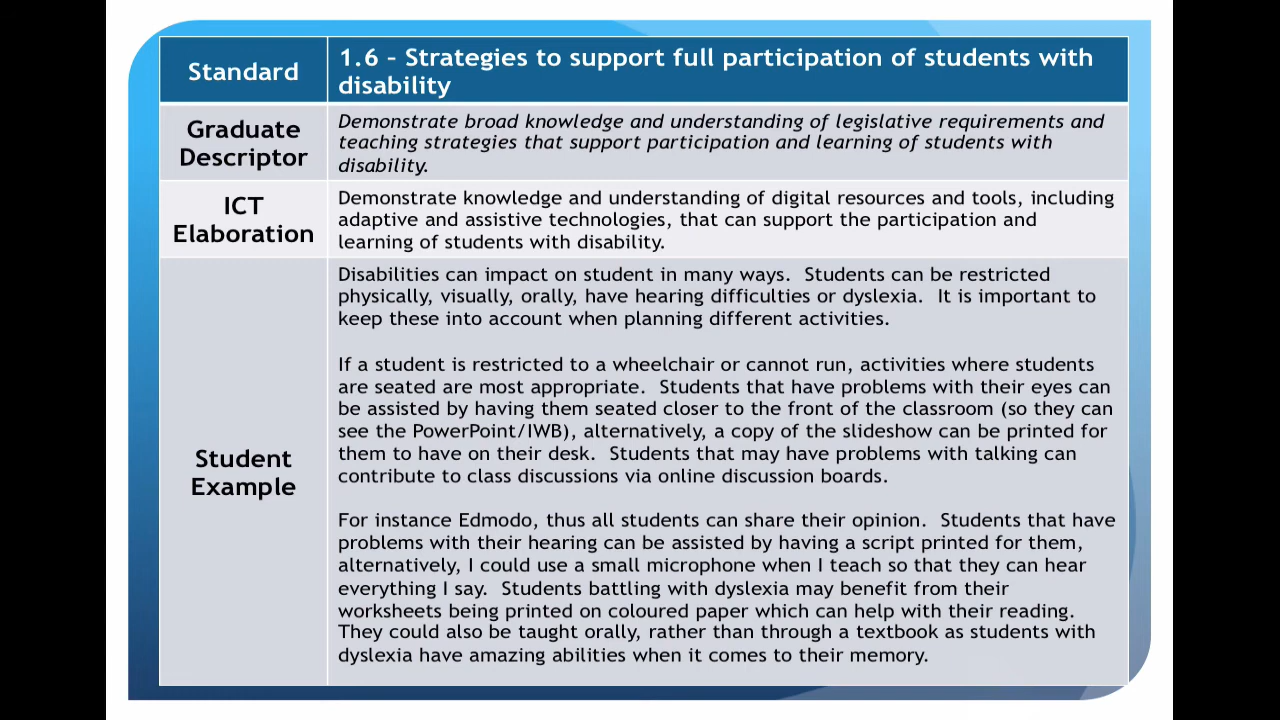 Standard
1.6 – Strategies to support full participation of students with
disability
Graduate
Descriptor
Demonstrate broad knowledge and understanding of legislative requirements and
teaching strategies that support participation and learning of students with
disability.
ICT
Elaboration
Demonstrate knowledge and understanding of digital resources and tools, including
adaptive and assistive technologies, that can support the participation and
learning of students with disability.
Student
Example
Disabilities can impact on student in many ways.  Students can be restricted
physically, visually, orally, have hearing difficulties or dyslexia.  It is important to
keep these into account when planning different activities.
If a student is restricted to a wheelchair or cannot run, activities where students
are seated are most appropriate.  Students that have problems with their eyes can
be assisted by having them seated closer to the front of the classroom (so they can
see the PowerPoint/IWB), alternatively, a copy of the slideshow can be printed for
them to have on their desk.  Students that may have problems with talking can
contribute to class discussions via online discussion boards.
For instance Edmodo, thus all students can share their opinion.  Students that have
problems with their hearing can be assisted by having a script printed for them,
alternatively, I could use a small microphone when I teach so that they can hear
everything I say.  Students battling with dyslexia may benefit from their
worksheets being printed on coloured paper which can help with their reading.
They could also be taught orally, rather than through a textbook as students with
dyslexia have amazing abilities when it comes to their memory.